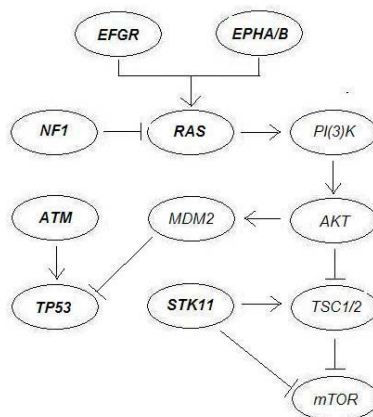 EFGR
EPHA/B
NF1
RAS
PI(3)K
ATM
MDM2
AKT
TP53
STK11
TSC1/2
mTOR